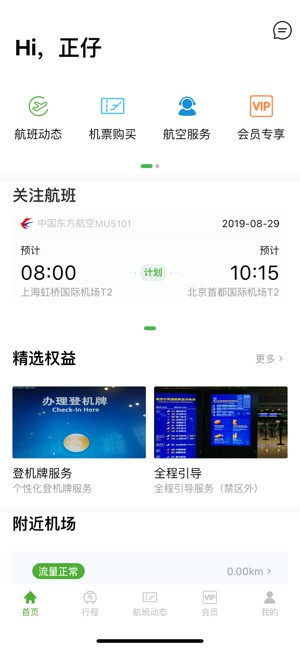 Hi，正仔
航班动态
机票购买
航空服务
VIP
会员专享
关注航班
中国东方航空MU5101
2019-08-29
预计
预计
08:00
计划
10:15
上海虹桥国际机场T2
北京首都国际机场T2
精选权益
更多
办理登机牌
Check-in Here
登机牌服务
个性化登机牌服务
全程引导
全程引导服务（禁区外）
附近机场
流量正常
0.00km
首页
行程
航班动态
VIP
会员
我的